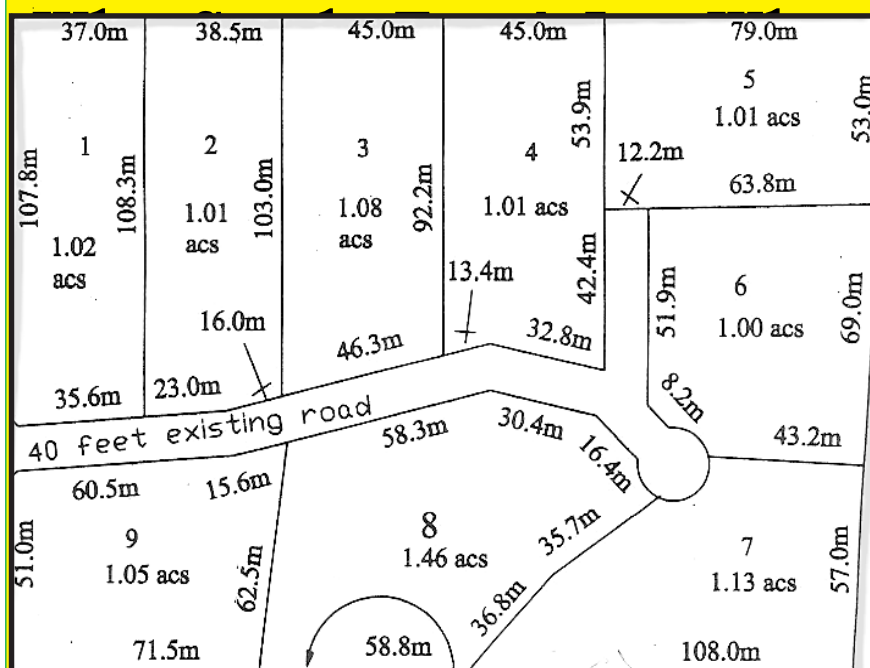 37.0m
38.5m
45.0m
45.0m
79.0m
107.8m
1
1.02
acs
108.3m
35.6m
2
1.01
acs
103.0m
16.0m
23.0m
3
1.08
acs
92.2m
46.3m
4
1.01 acs
53.9m
42.4m
13.4m
32.8m
5
1.01 acs
53.0m
12.2m
63.8m
6
1.00 acs
51.9m
69.0m
8.2m
43.2m
40 feet existing road
60.5m
15.6m
51.0m
9
1.05 acs
62.5m
71.5m
58.3m
30.4m
16.4m
8
1.46 acs
35.7m
36.8m
58.8m
7
1.13 acs
57.0m
108.0m